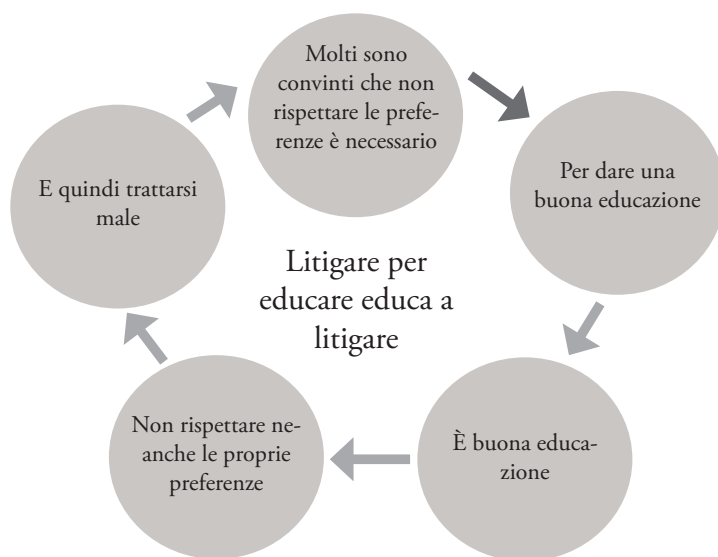 Molti sono
convinti che non
rispettare le prefe-
renze è necessario
Per dare una
buona educazione
È buona educa-
zione
Non rispettare ne-
anche le proprie
preferenze
E quindi trattarsi
male
Litigare per
educare educa a
litigare